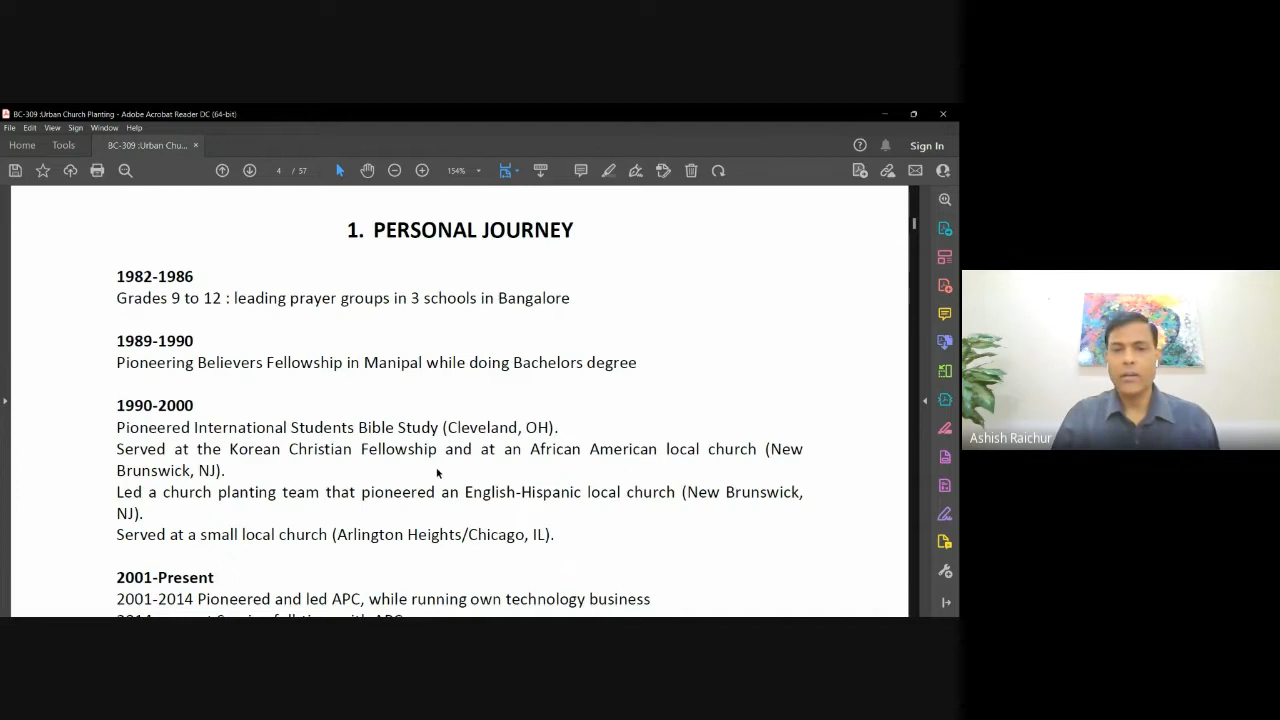 BC-309 :Urban Church Planting - Adobe Acrobat Reader DC (64-bit)
File Edit View Sign Window Help
Home Tools BC-309 :Urban Chu... × Sign In
4 / 57 154%
1. PERSONAL JOURNEY
1982-1986
Grades 9 to 12 : leading prayer groups in 3 schools in Bangalore
1989-1990
Pioneering Believers Fellowship in Manipal while doing Bachelors degree
1990-2000
Pioneered International Students Bible Study (Cleveland, OH).
Served at the Korean Christian Fellowship and at an African American local church (New
Brunswick, NJ).
Led a church planting team that pioneered an English-Hispanic local church (New Brunswick,
NJ).
Served at a small local church (Arlington Heights/Chicago, IL).
2001-Present
2001-2014 Pioneered and led APC, while running own technology business
Ashish Raichur